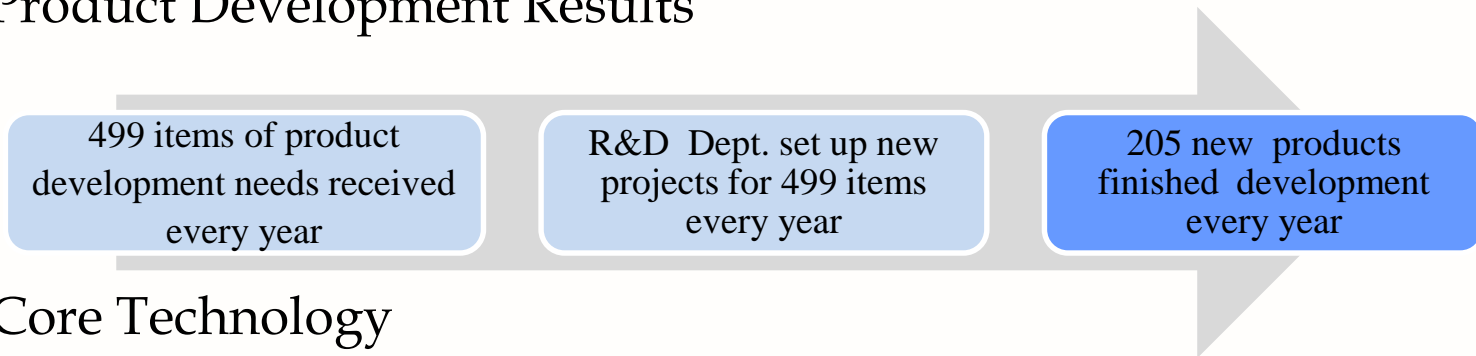 Product Development Results
499 items of product
development needs received
every year
R&D Dept. set up new
projects for 499 items
every year
205 new products
finished development
every year
Core Technology